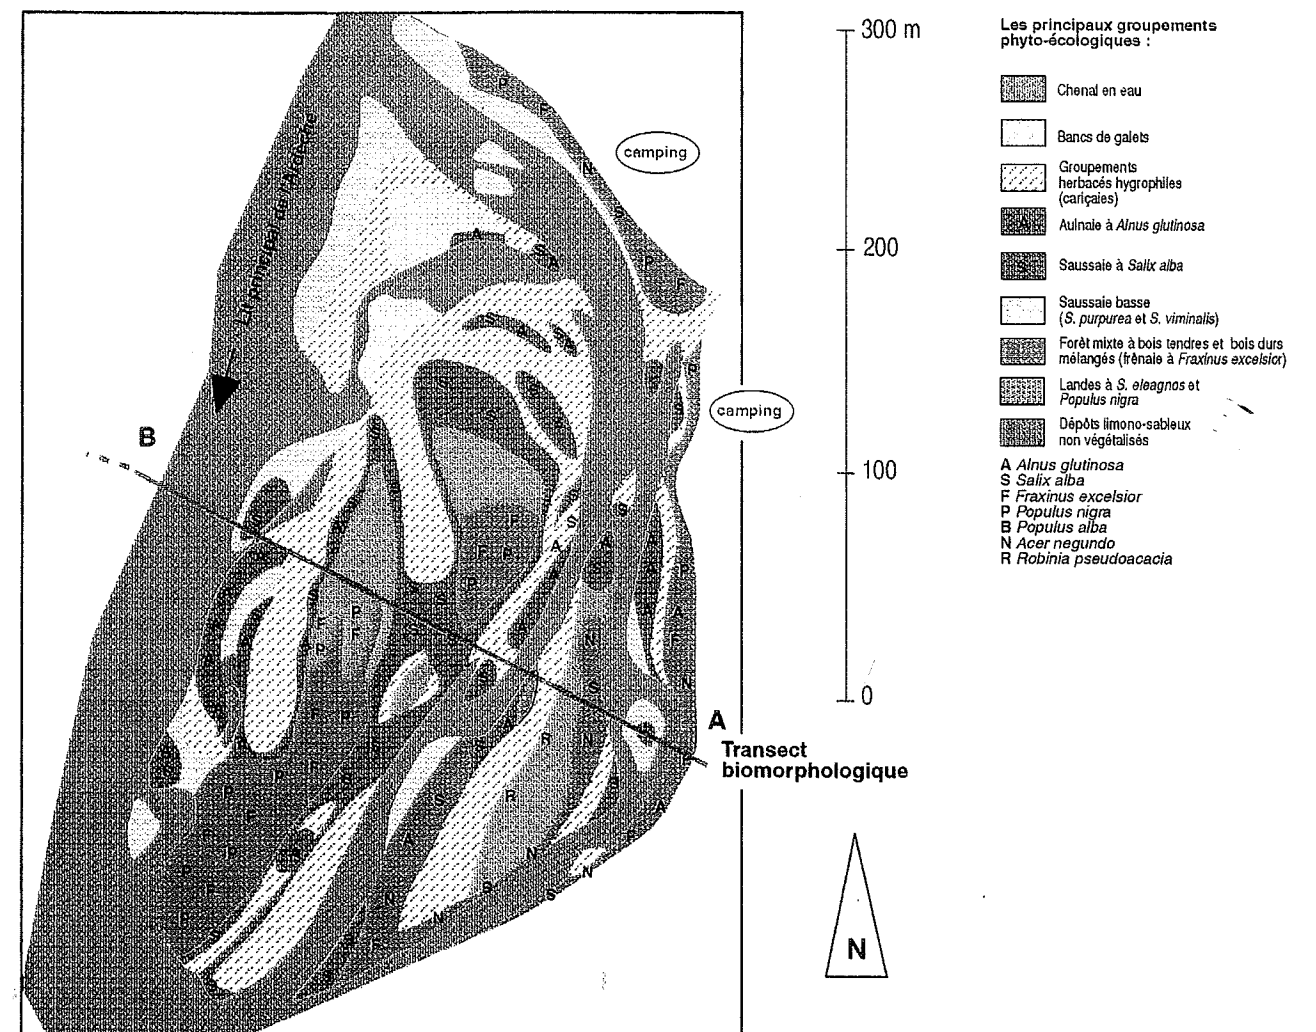 Lit principal de l'Ardèche
camping
camping
B
A
Transect
biomorphologique
300 m
200
100
0
N
Les principaux groupements
phyto-écologiques :
Chenal en eau
Bancs de galets
Groupements
herbacés hygrophiles
(cariçaies)
A
Aulnaie à Alnus glutinosa
S
Saussaie à Salix alba
Saussaie basse
(S. purpurea et S. viminalis)
Forêt mixte à bois tendres et bois durs
mélangés (frênaie à Fraxinus excelsior)
Landes à S. eleagnos et
Populus nigra
Dépôts limono-sableux
non végétalisés
A Alnus glutinosa
S Salix alba
F Fraxinus excelsior
P Populus nigra
B Populus alba
N Acer negundo
R Robinia pseudoacacia